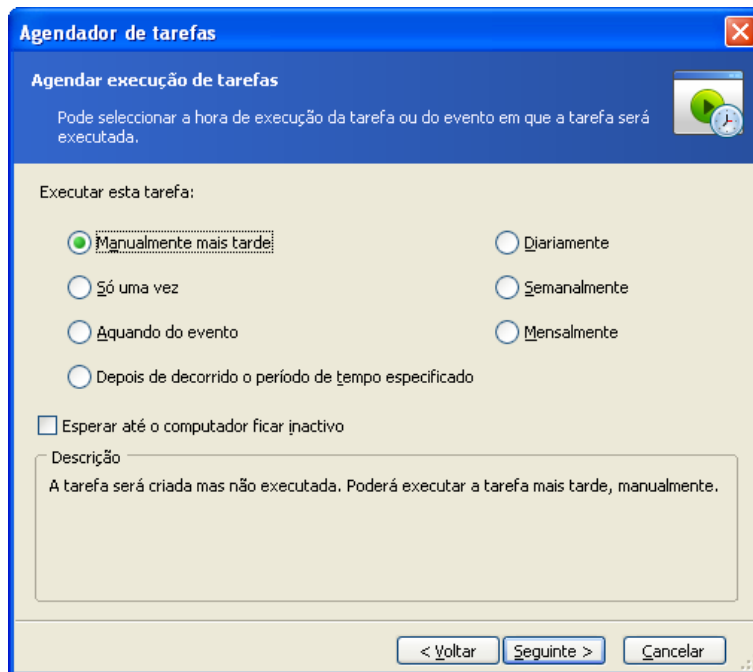 Agendador de tarefas
Agendar execução de tarefas
Pode seleccionar a hora de execução da tarefa ou do evento em que a tarefa será
executada.
Executar esta tarefa:
Manualmente mais tarde
Diariamente
Só uma vez
Semanalmente
Aquando do evento
Mensalmente
Depois de decorrido o período de tempo especificado
Esperar até o computador ficar inactivo
Descrição
A tarefa será criada mas não executada. Poderá executar a tarefa mais tarde, manualmente.
< Voltar
Seguinte >
Cancelar